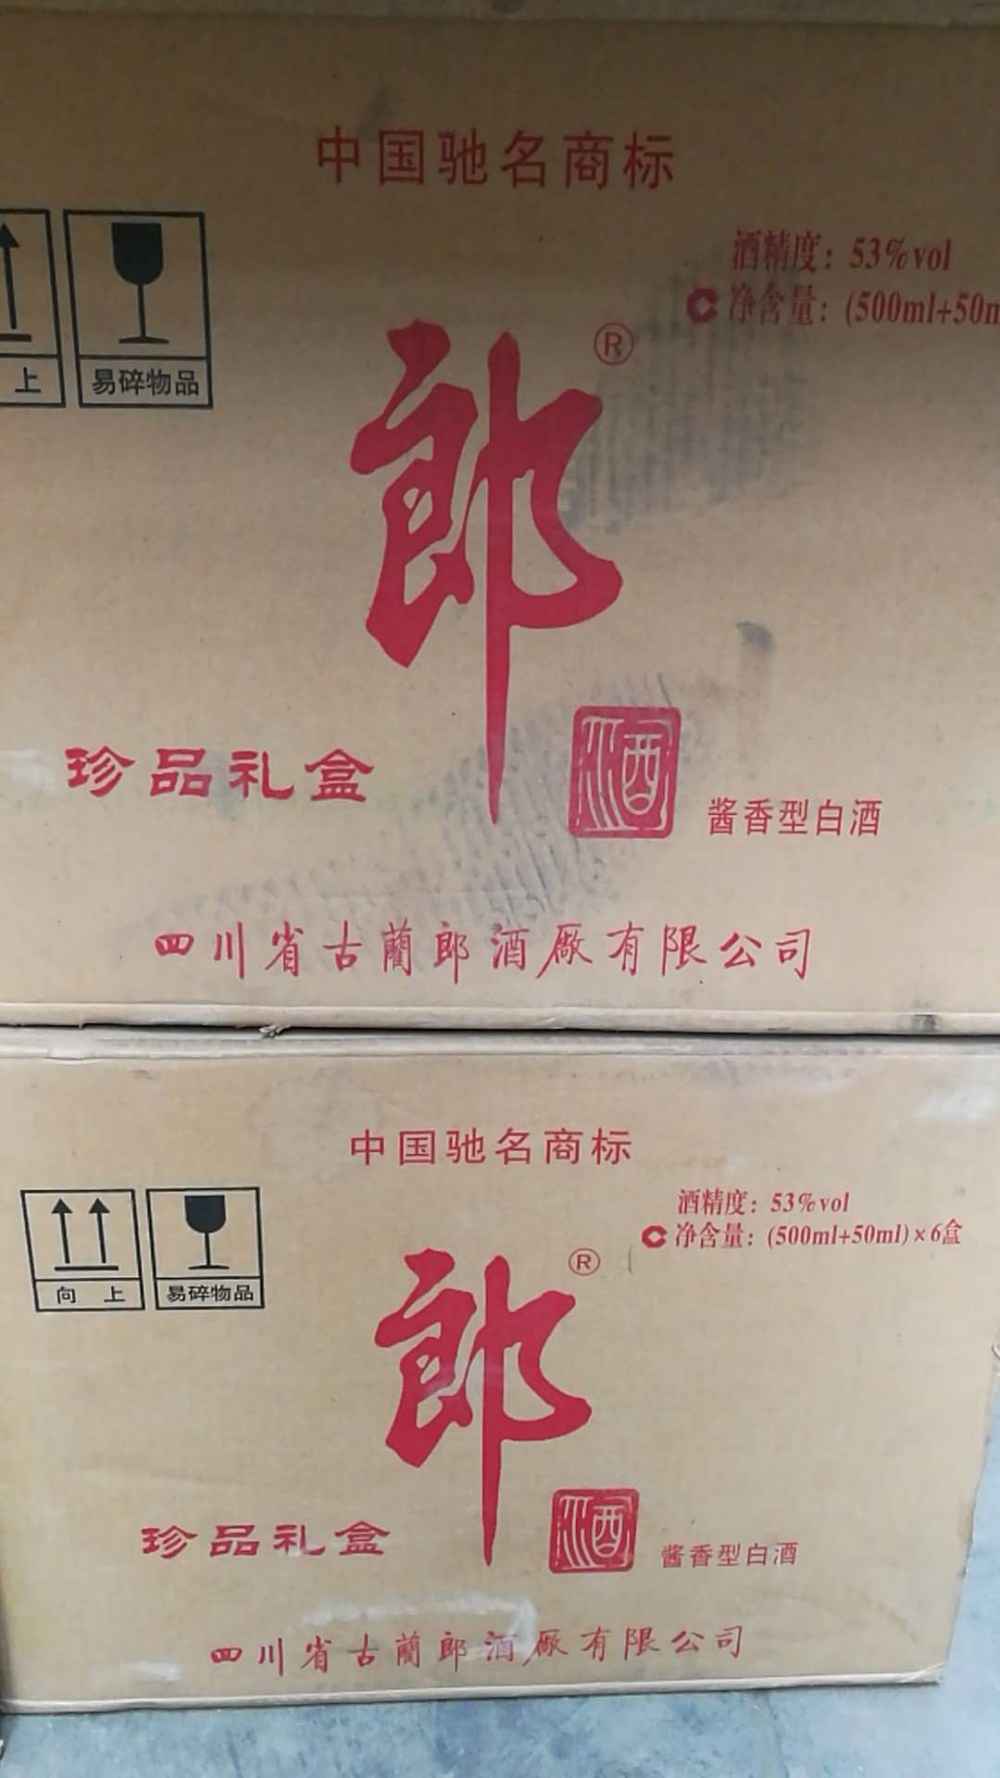 中国驰名商标
酒精度：53%vol
净含量：(500ml+50m
上
易碎物品
郎®
酒
珍品礼盒
酱香型白酒
四川省古蔺郎酒厰有限公司
中国驰名商标
酒精度：53%vol
净含量：(500ml+50ml)×6盒
向 上
易碎物品
郎®
酒
珍品礼盒
酱香型白酒
四川省古蔺郎酒厰有限公司